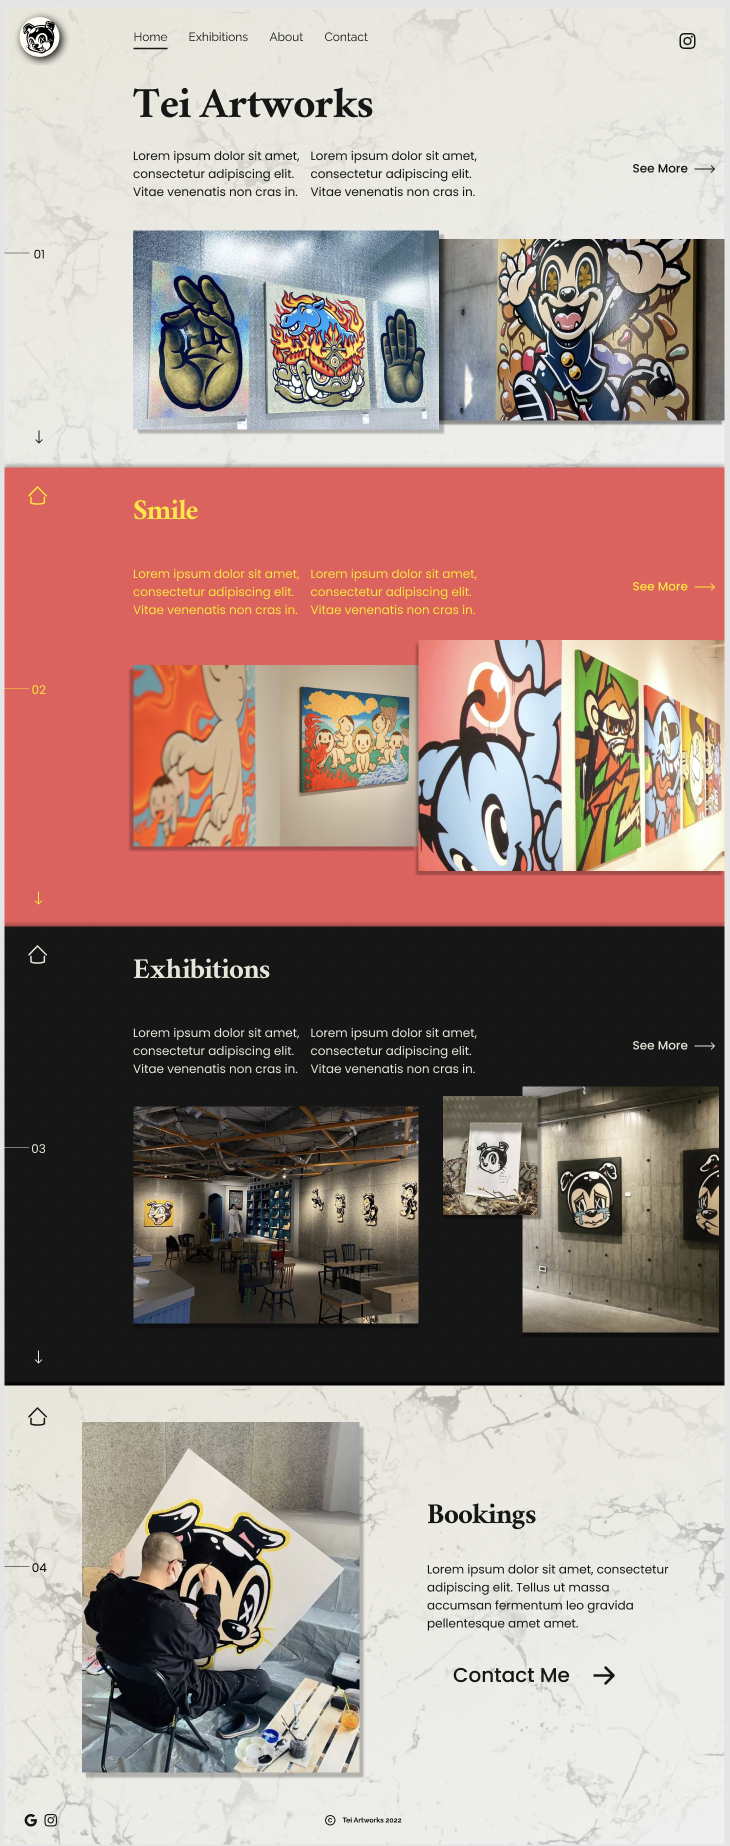 Home Exhibitions About Contact
Tei Artworks
Lorem ipsum dolor sit amet,
consectetur adipiscing elit.
Vitae venenatis non cras in.
Lorem ipsum dolor sit amet,
consectetur adipiscing elit.
Vitae venenatis non cras in.
See More
01
Smile
Lorem ipsum dolor sit amet,
consectetur adipiscing elit.
Vitae venenatis non cras in.
Lorem ipsum dolor sit amet,
consectetur adipiscing elit.
Vitae venenatis non cras in.
See More
02
Exhibitions
Lorem ipsum dolor sit amet,
consectetur adipiscing elit.
Vitae venenatis non cras in.
Lorem ipsum dolor sit amet,
consectetur adipiscing elit.
Vitae venenatis non cras in.
See More
03
Bookings
04
Lorem ipsum dolor sit amet, consectetur
adipiscing elit. Tellus ut massa
accumsan fermentum leo gravida
pellentesque amet amet.
Contact Me
G
© Tei Artworks 2022